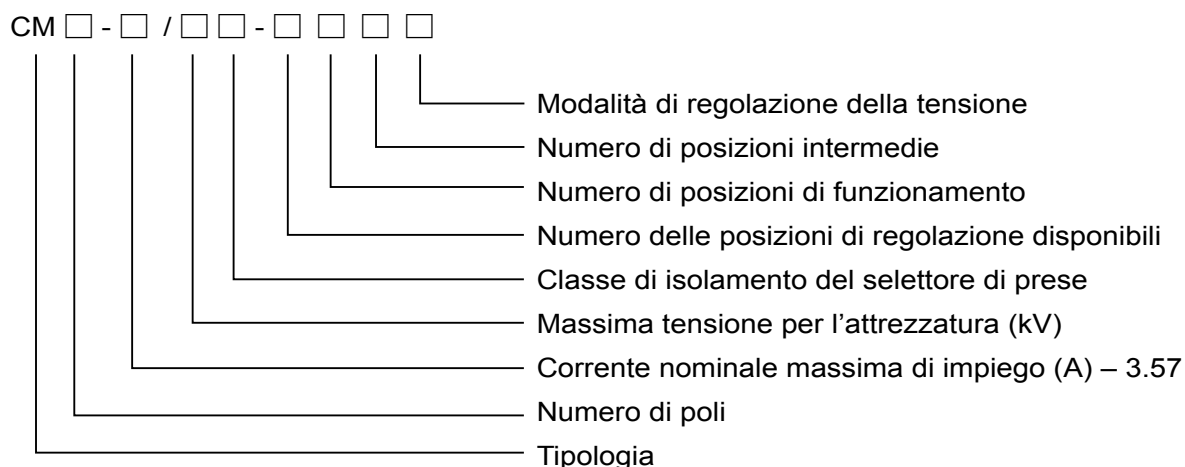 CM □ - □ / □ □ - □ □ □ □
Modalità di regolazione della tensione
Numero di posizioni intermedie
Numero di posizioni di funzionamento
Numero delle posizioni di regolazione disponibili
Classe di isolamento del selettore di prese
Massima tensione per l’attrezzatura (kV)
Corrente nominale massima di impiego (A) – 3.57
Numero di poli
Tipologia